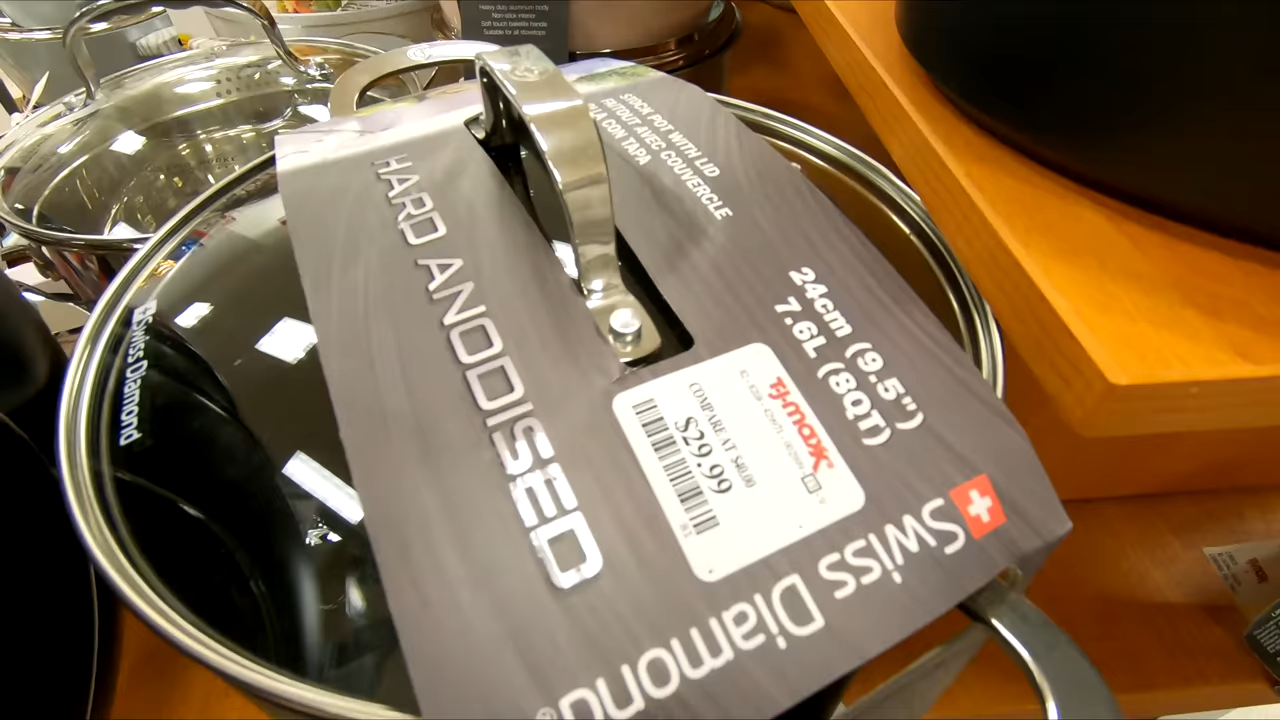 Heavy duty aluminum body
Non-stick interior
Soft touch bakelite handle
Suitable for all stovetops
STOCK POT WITH LID
FAITOUT AVEC COUVERCLE
CON TAPA
HARD ANODISED
24cm (9.5")
7.6L (8QT)
T.J.maxx
COMPARE AT $40.00
$29.99
Swiss Diamond®
Swiss Diamond